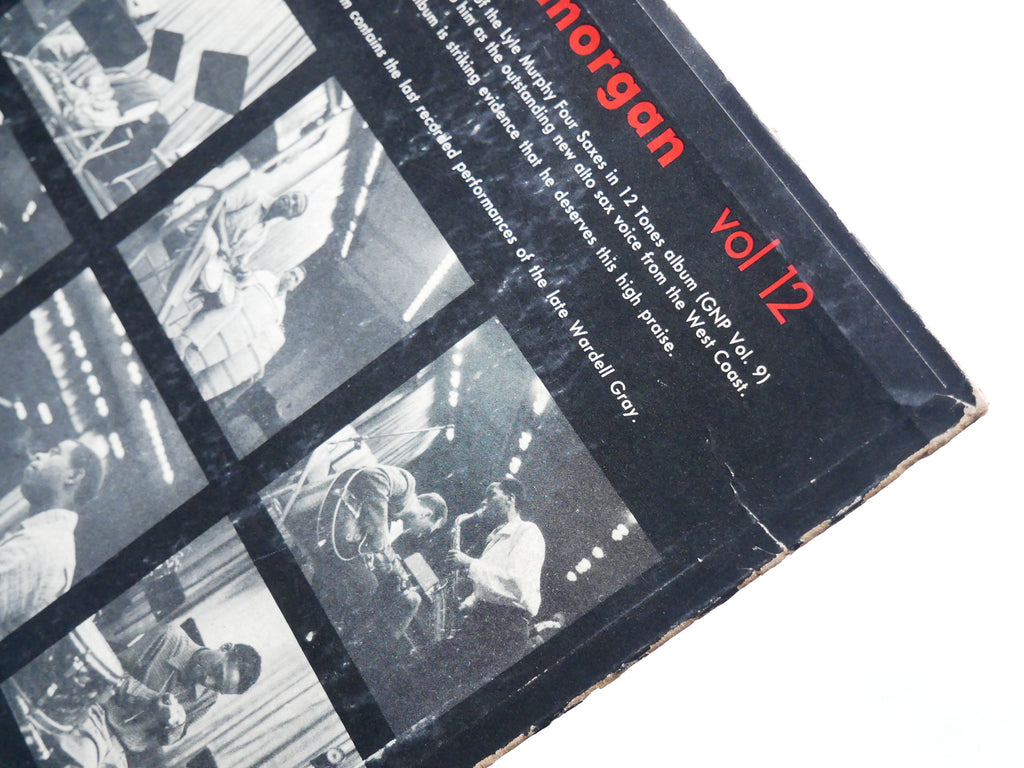 morgan
vol 12
of the Lyle Murphy Four Saxes in 12 Tones album (GNP Vol. 9)
him as the outstanding new alto sax voice from the West Coast.
album is striking evidence that he deserves this high praise.
contains the last recorded performances of the late Wardell Gray.